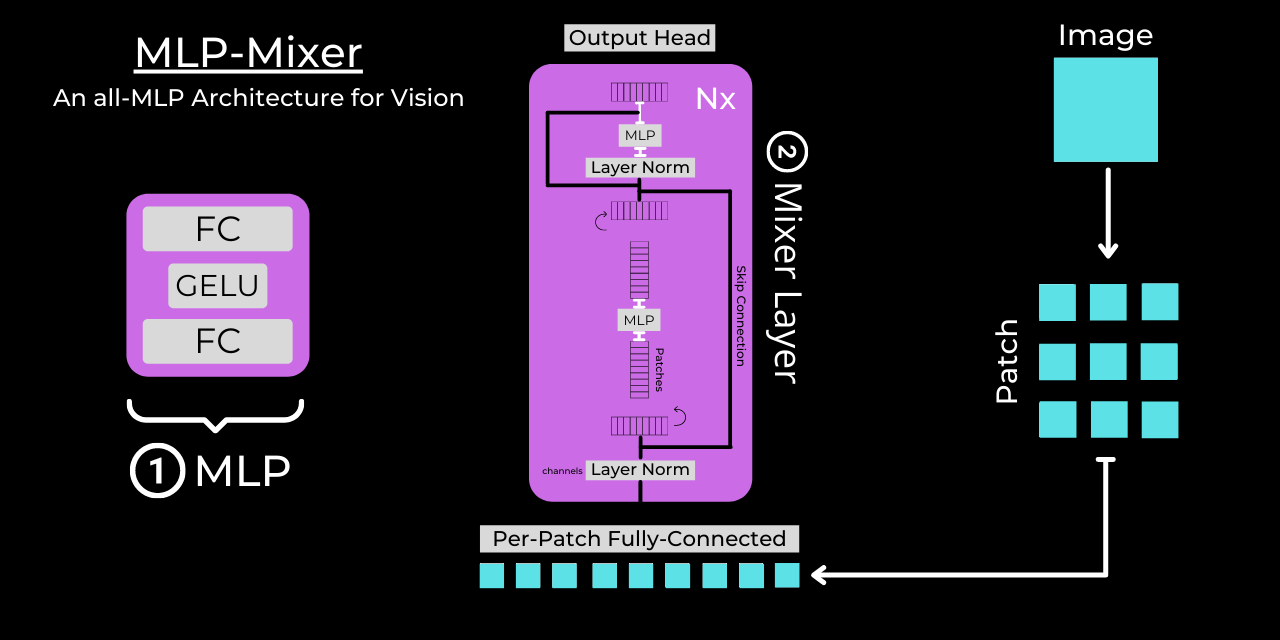 MLP-Mixer
An all-MLP Architecture for Vision
FC
GELU
FC
1 MLP
Output Head
Nx
MLP
Layer Norm
MLP
Patches
Skip Connection
channels
Layer Norm
2 Mixer Layer
Per-Patch Fully-Connected
Image
Patch